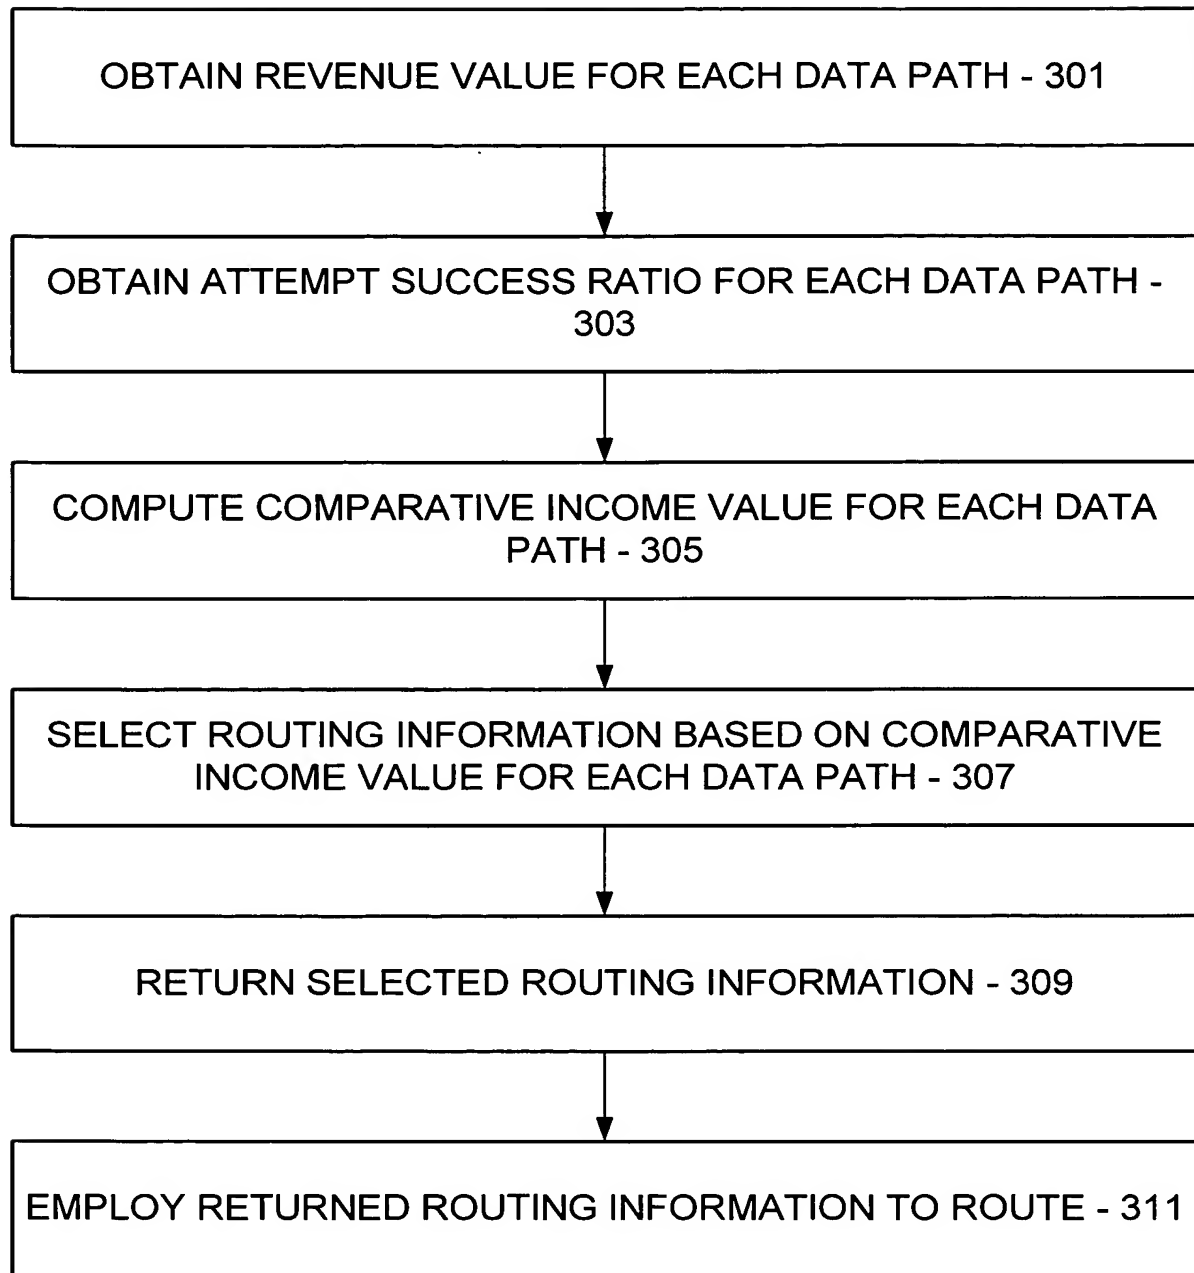 OBTAIN REVENUE VALUE FOR EACH DATA PATH - 301
OBTAIN ATTEMPT SUCCESS RATIO FOR EACH DATA PATH -
303
COMPUTE COMPARATIVE INCOME VALUE FOR EACH DATA
PATH - 305
SELECT ROUTING INFORMATION BASED ON COMPARATIVE
INCOME VALUE FOR EACH DATA PATH - 307
RETURN SELECTED ROUTING INFORMATION - 309
EMPLOY RETURNED ROUTING INFORMATION TO ROUTE - 311